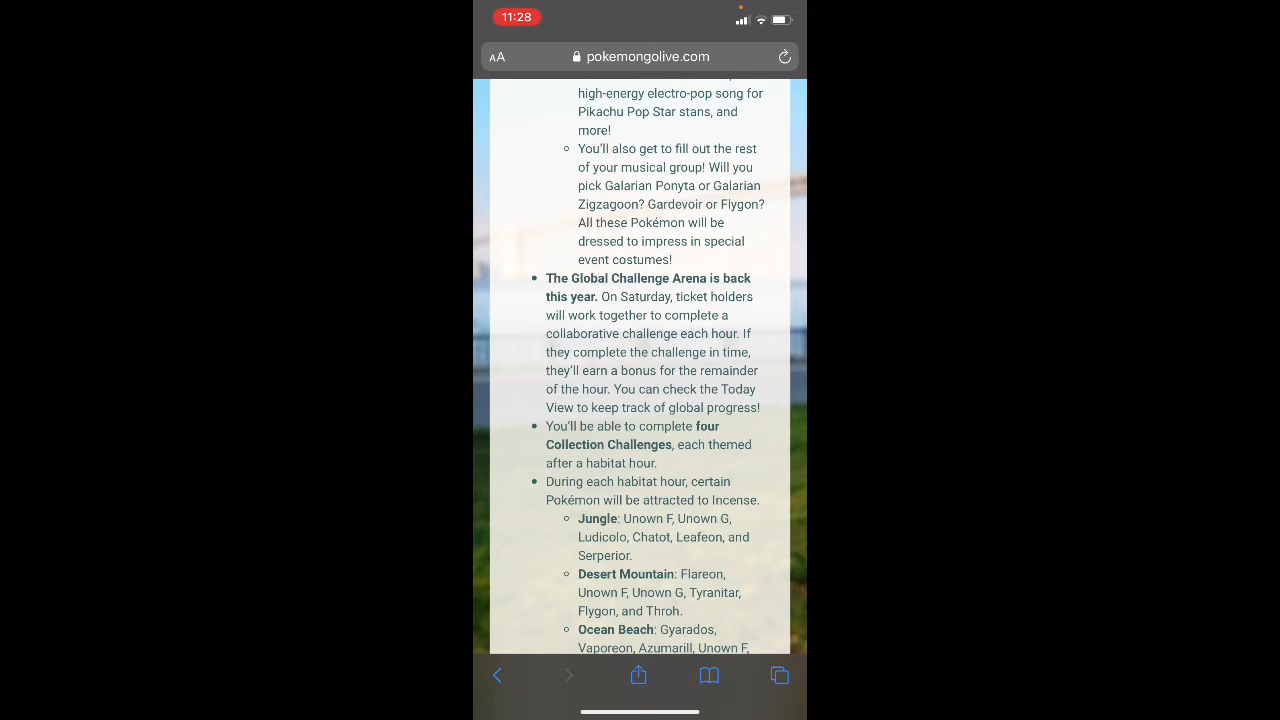 11:28
AA
pokemongolive.com
high-energy electro-pop song for
Pikachu Pop Star stans, and
more!
You'll also get to fill out the rest
of your musical group! Will you
pick Galarian Ponyta or Galarian
Zigzagoon? Gardevoir or Flygon?
All these Pokémon will be
dressed to impress in special
event costumes!
The Global Challenge Arena is back
this year. On Saturday, ticket holders
will work together to complete a
collaborative challenge each hour. If
they complete the challenge in time,
they'll earn a bonus for the remainder
of the hour. You can check the Today
View to keep track of global progress!
You'll be able to complete four
Collection Challenges, each themed
after a habitat hour.
During each habitat hour, certain
Pokémon will be attracted to Incense.
Jungle: Unown F, Unown G,
Ludicolo, Chatot, Leafeon, and
Serperior.
Desert Mountain: Flareon,
Unown F, Unown G, Tyranitar,
Flygon, and Throh.
Ocean Beach: Gyarados,
Vaporeon, Azumarill, Unown F,